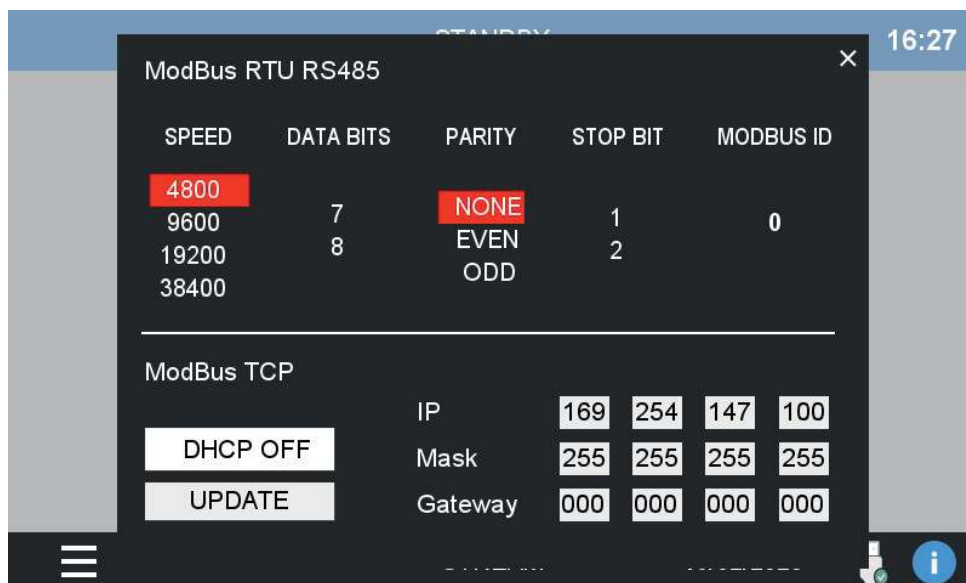 STANDBY
16:27
ModBus RTU RS485
×
SPEED DATA BITS PARITY STOP BIT MODBUS ID
4800
9600
19200
38400
7
8
NONE
EVEN
ODD
1
2
0
ModBus TCP
DHCP OFF
UPDATE
IP 169 254 147 100
Mask 255 255 255 255
Gateway 000 000 000 000
i